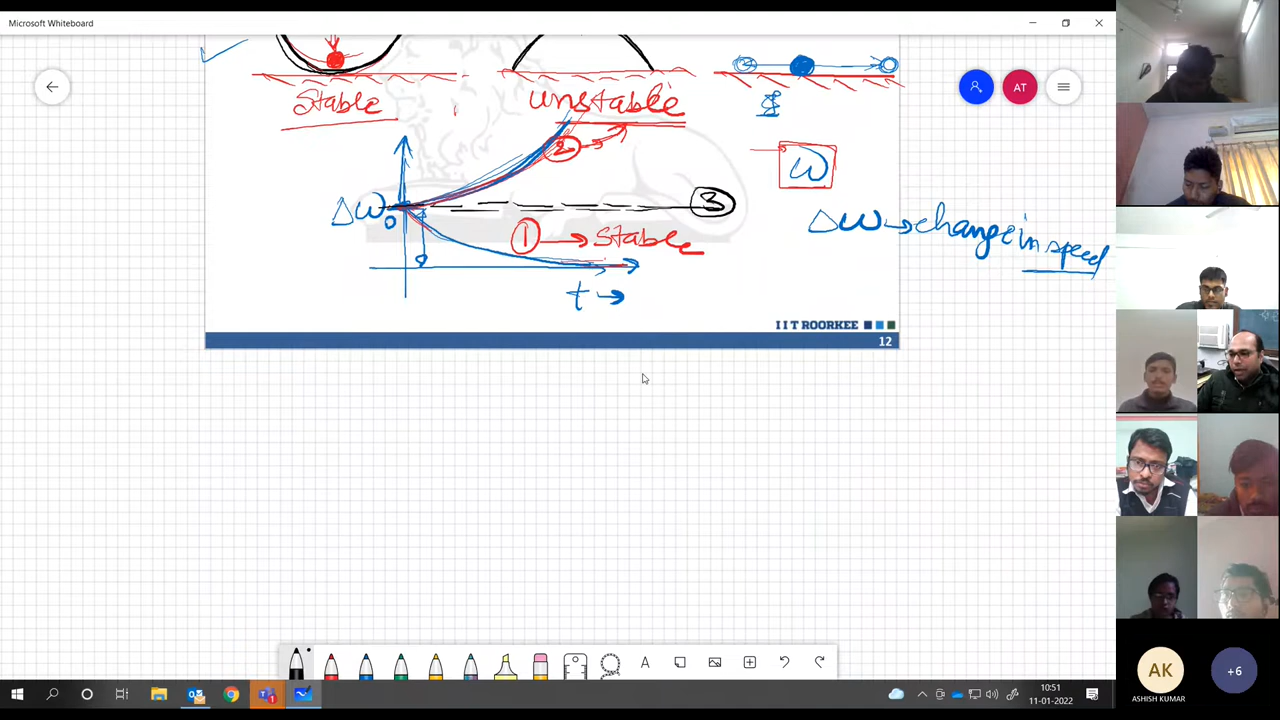 Microsoft Whiteboard
Stable
unstable
②
ω
Δω₀
③
① → Stable
Δω → change in speed
t →
IIT ROORKEE
12
AT
A
AK
+6
ASHISH KUMAR
10:51
11-01-2022